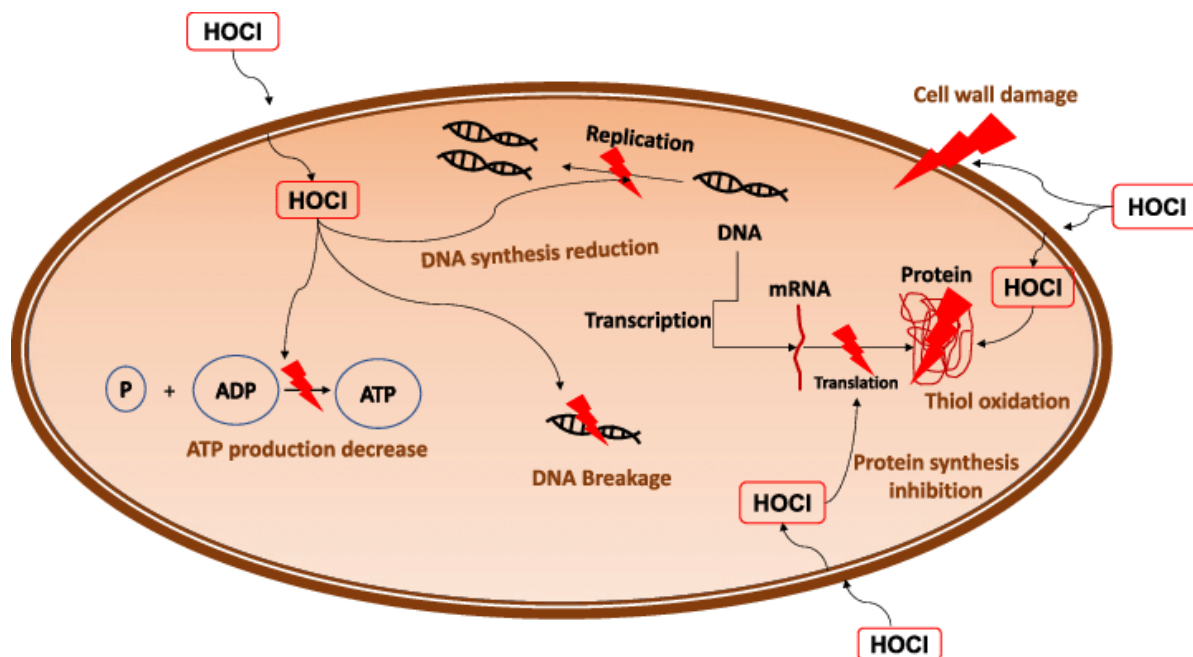 HOCl
Cell wall damage
Replication
HOCl
HOCl
DNA synthesis reduction
DNA
Protein
mRNA
HOCl
Transcription
P + ADP ATP
Translation
Thiol oxidation
ATP production decrease
DNA Breakage
Protein synthesis
inhibition
HOCl
HOCl